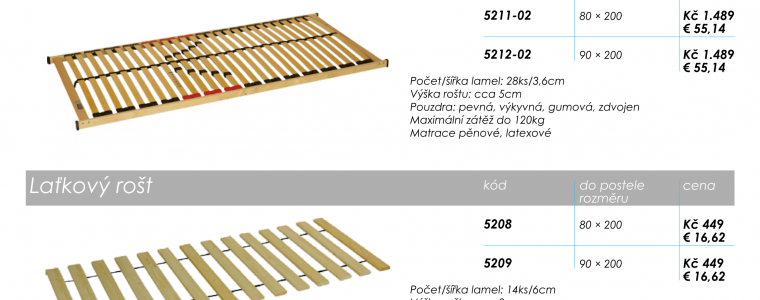 5211-02 80 × 200 Kč 1.489
€ 55,14
5212-02 90 × 200 Kč 1.489
€ 55,14
Počet/šířka lamel: 28ks/3,6cm
Výška roštu: cca 5cm
Pouzdra: pevná, výkyvná, gumová, zdvojen
Maximální zátěž do 120kg
Matrace pěnové, latexové
Laťkový rošt kód do postele rozměru cena
5208 80 × 200 Kč 449
€ 16,62
5209 90 × 200 Kč 449
€ 16,62
Počet/šířka lamel: 14ks/6cm